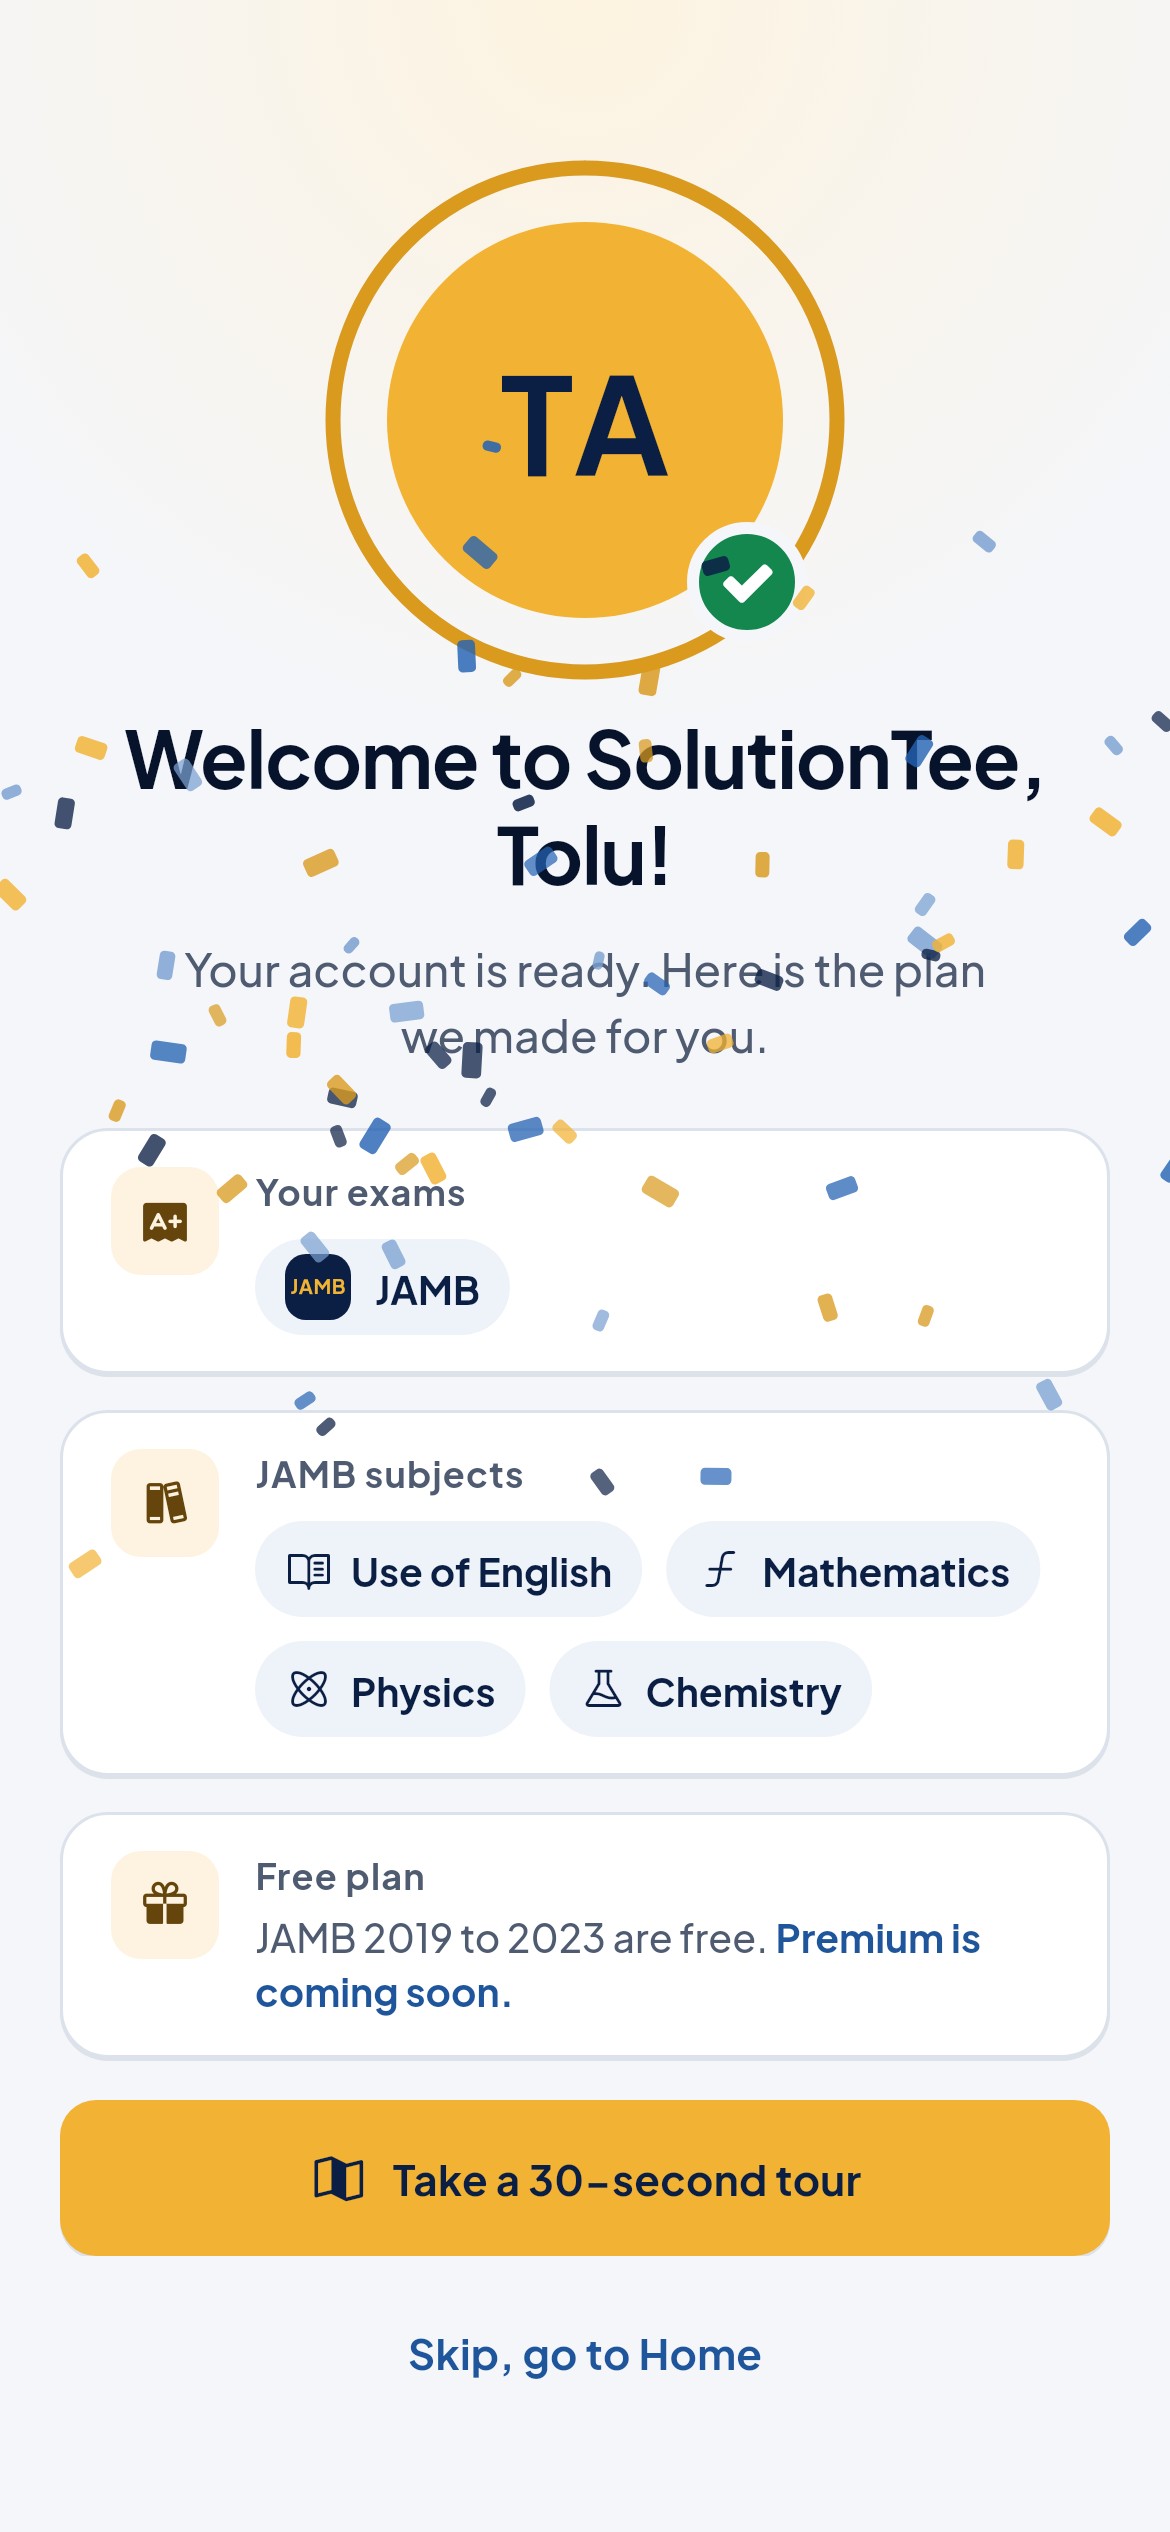 TA
Welcome to SolutionTee,
Tolu!
Your account is ready. Here is the plan
we made for you.
A+
Your exams
JAMB JAMB
JAMB subjects
Use of English Mathematics
Physics Chemistry
Free plan
JAMB 2019 to 2023 are free. Premium is
coming soon.
Take a 30-second tour
Skip, go to Home